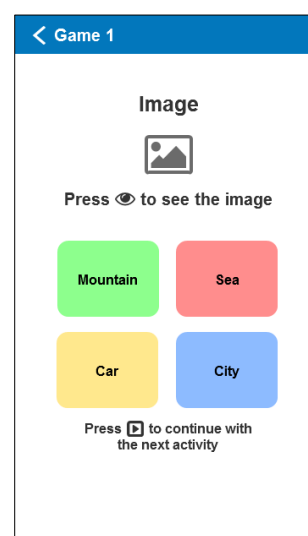 Game 1
Image
Press to see the image
Mountain
Sea
Car
City
Press to continue with
the next activity